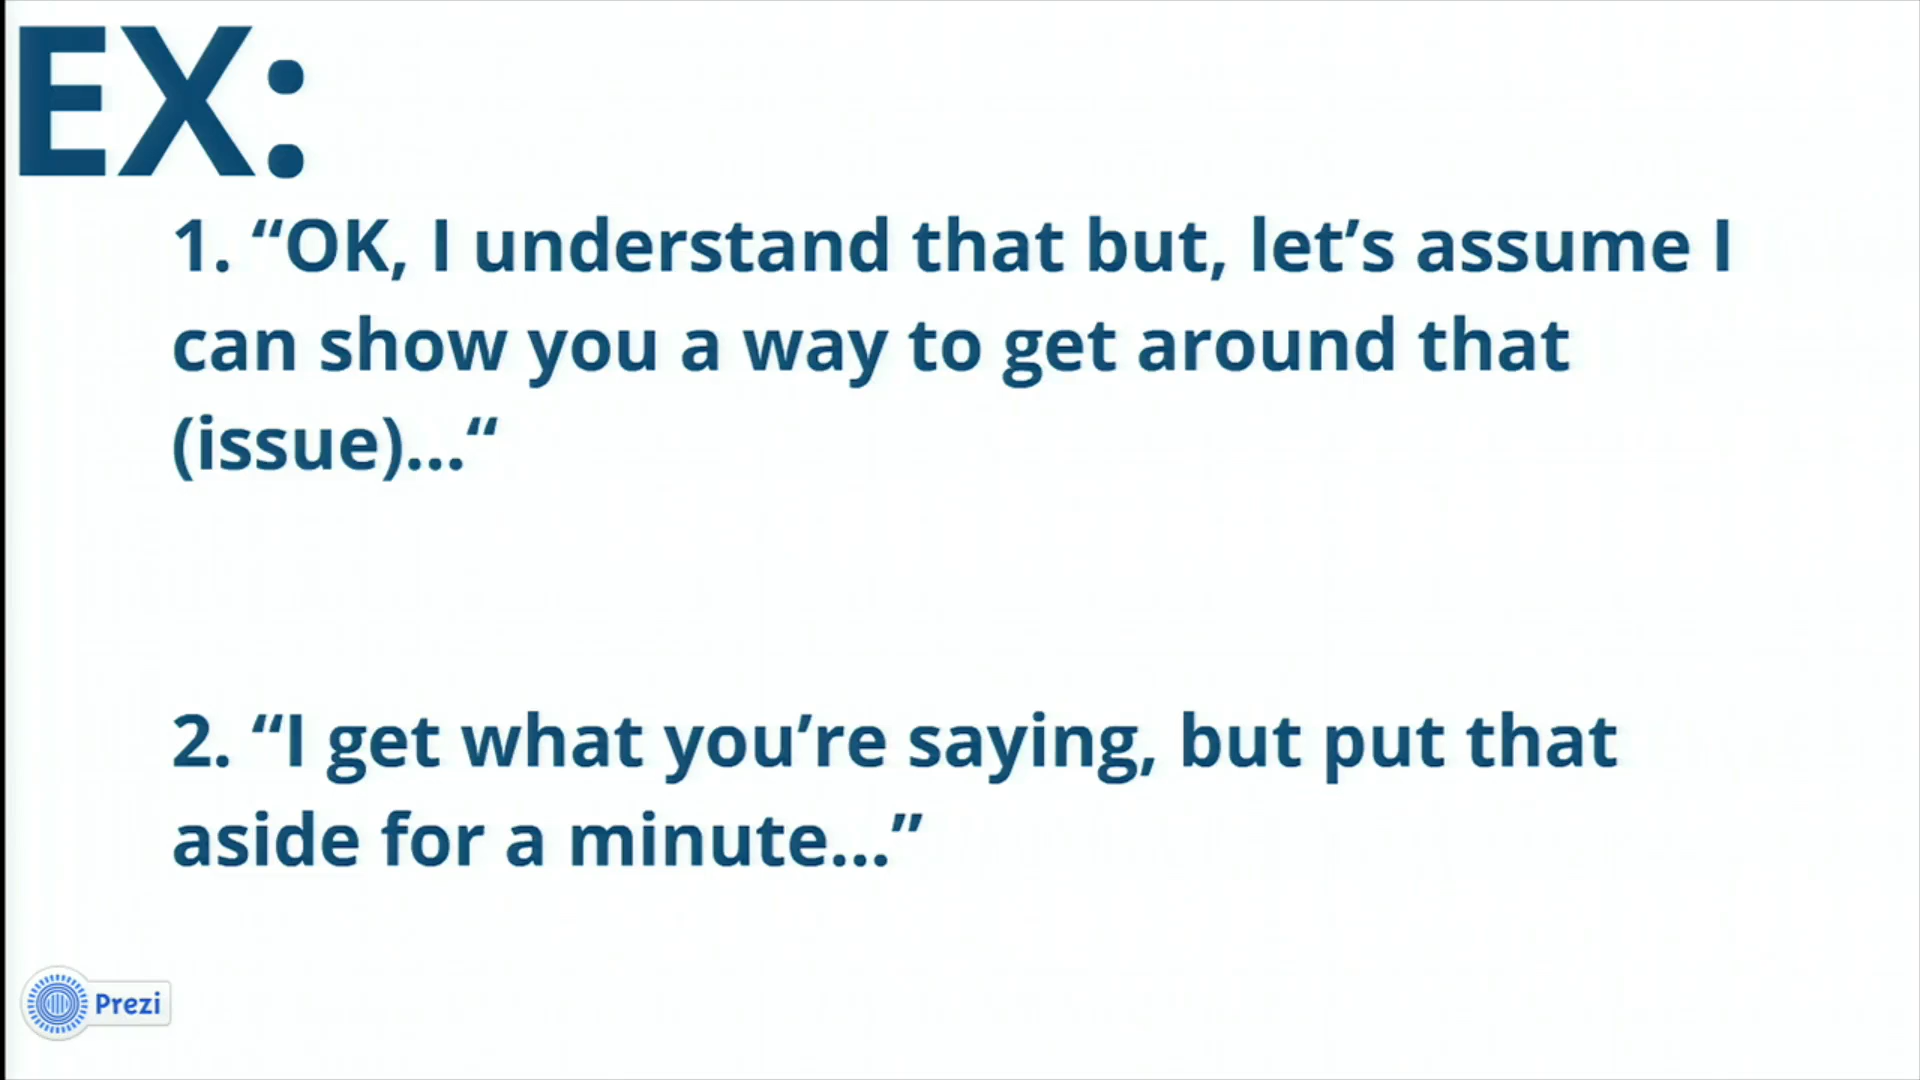 EX:
1. “OK, I understand that but, let’s assume I
can show you a way to get around that
(issue)...“
2. “I get what you’re saying, but put that
aside for a minute...”
Prezi